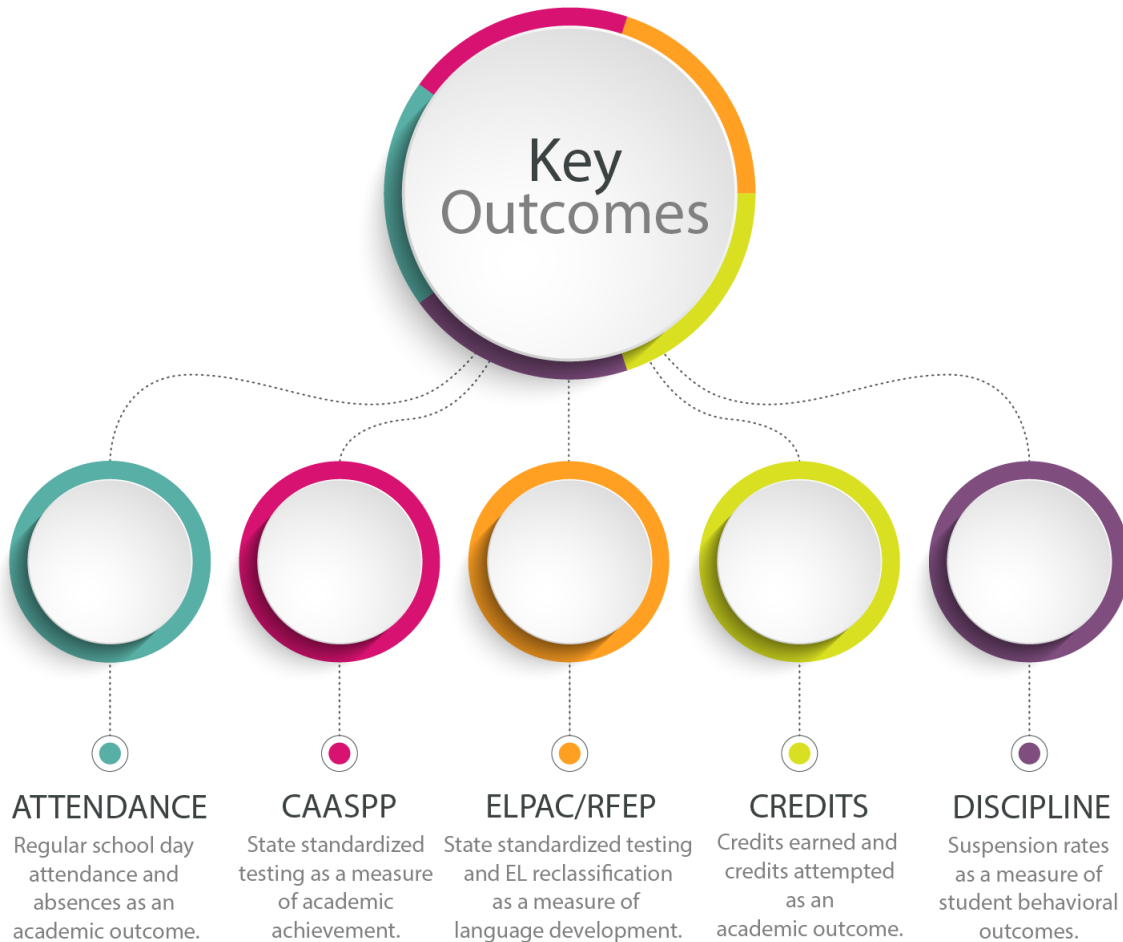 Key
Outcomes
ATTENDANCE
Regular school day
attendance and
absences as an
academic outcome.
CAASPP
State standardized
testing as a measure
of academic
achievement.
ELPAC/RFEP
State standardized testing
and EL reclassification
as a measure of
language development.
CREDITS
Credits earned and
credits attempted
as an
academic outcome.
DISCIPLINE
Suspension rates
as a measure of
student behavioral
outcomes.